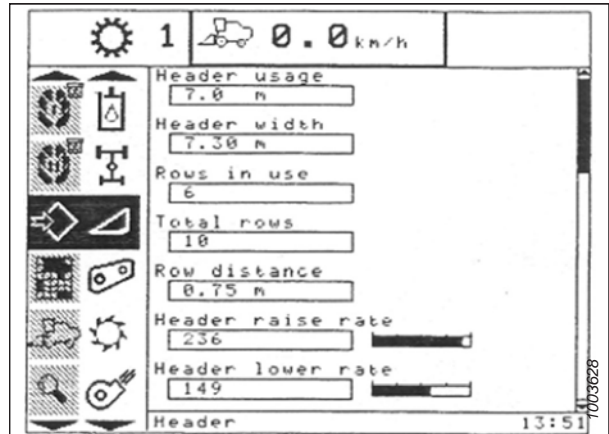 1 0.0 km/h
Header usage
7.0 m
Header width
7.30 m
Rows in use
6
Total rows
10
Row distance
0.75 m
Header raise rate
236
Header lower rate
149
Header 13:51
1003628